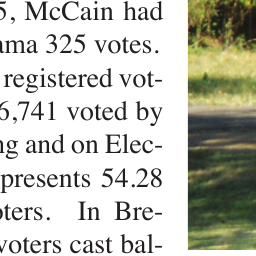 5, McCain had
ama 325 votes.
registered vot-
6,741 voted by
ng and on Elec-
presents 54.28
oters. In Bre-
voters cast bal-